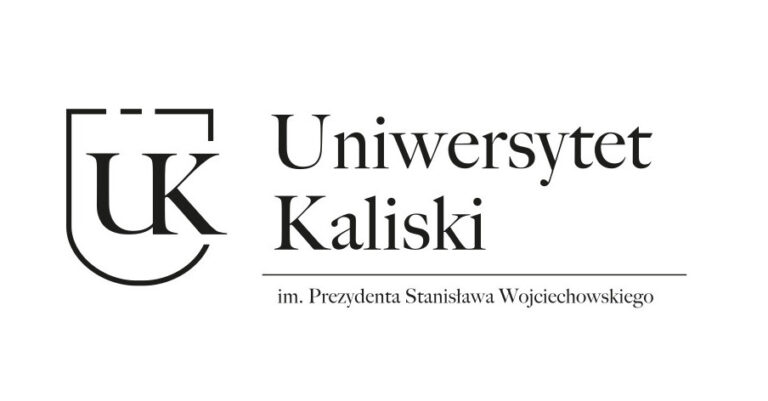 UK
Uniwersytet
Kaliski
im. Prezydenta Stanisława Wojciechowskiego